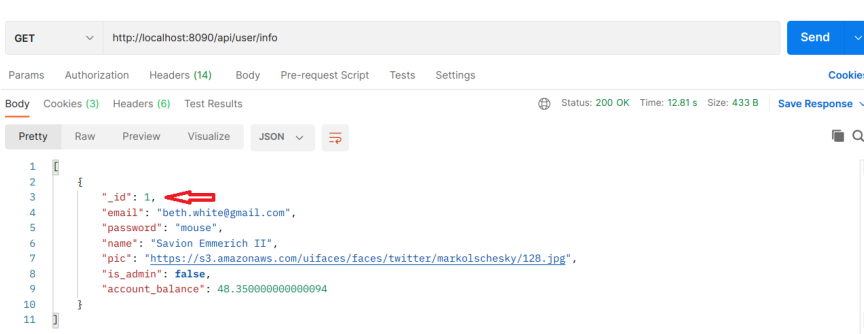 GET http://localhost:8090/api/user/info Send
Params Authorization Headers (14) Body Pre-request Script Tests Settings Cookies
Body Cookies (3) Headers (6) Test Results Status: 200 OK Time: 12.81 s Size: 433 B Save Response
Pretty Raw Preview Visualize JSON
1 [
2 {
3 "_id": 1,
4 "email": "beth.white@gmail.com",
5 "password": "mouse",
6 "name": "Savion Emmerich II",
7 "pic": "https://s3.amazonaws.com/uifaces/faces/twitter/markolschesky/128.jpg",
8 "is_admin": false,
9 "account_balance": 48.350000000000094
10 }
11 ]